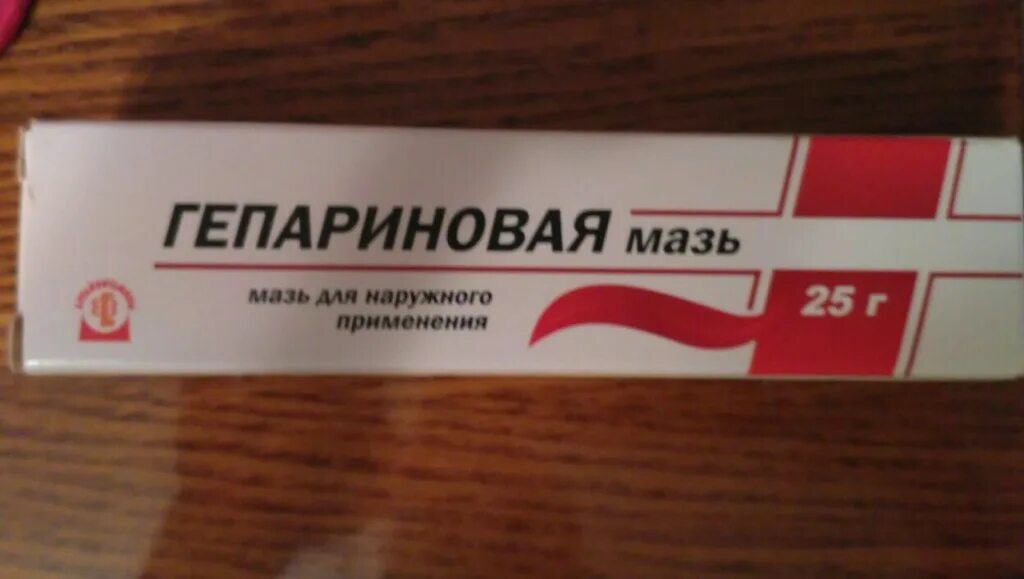 ГЕПАРИНОВАЯ мазь
мазь для наружного
применения
25 г